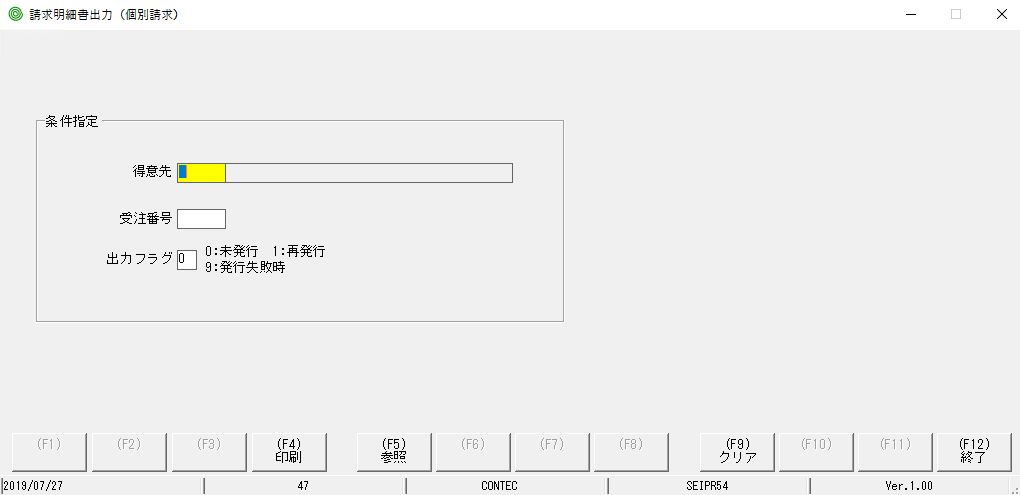 請求明細書出力（個別請求）
条件指定
得意先
受注番号
出力フラグ 0 0:未発行 1:再発行
9:発行失敗時
(F1) (F2) (F3) (F4) (F5) (F6) (F7) (F8) (F9) (F10) (F11) (F12)
印刷 参照 クリア 終了
2019/07/27 47 CONTEC SEIPR54 Ver.1.00